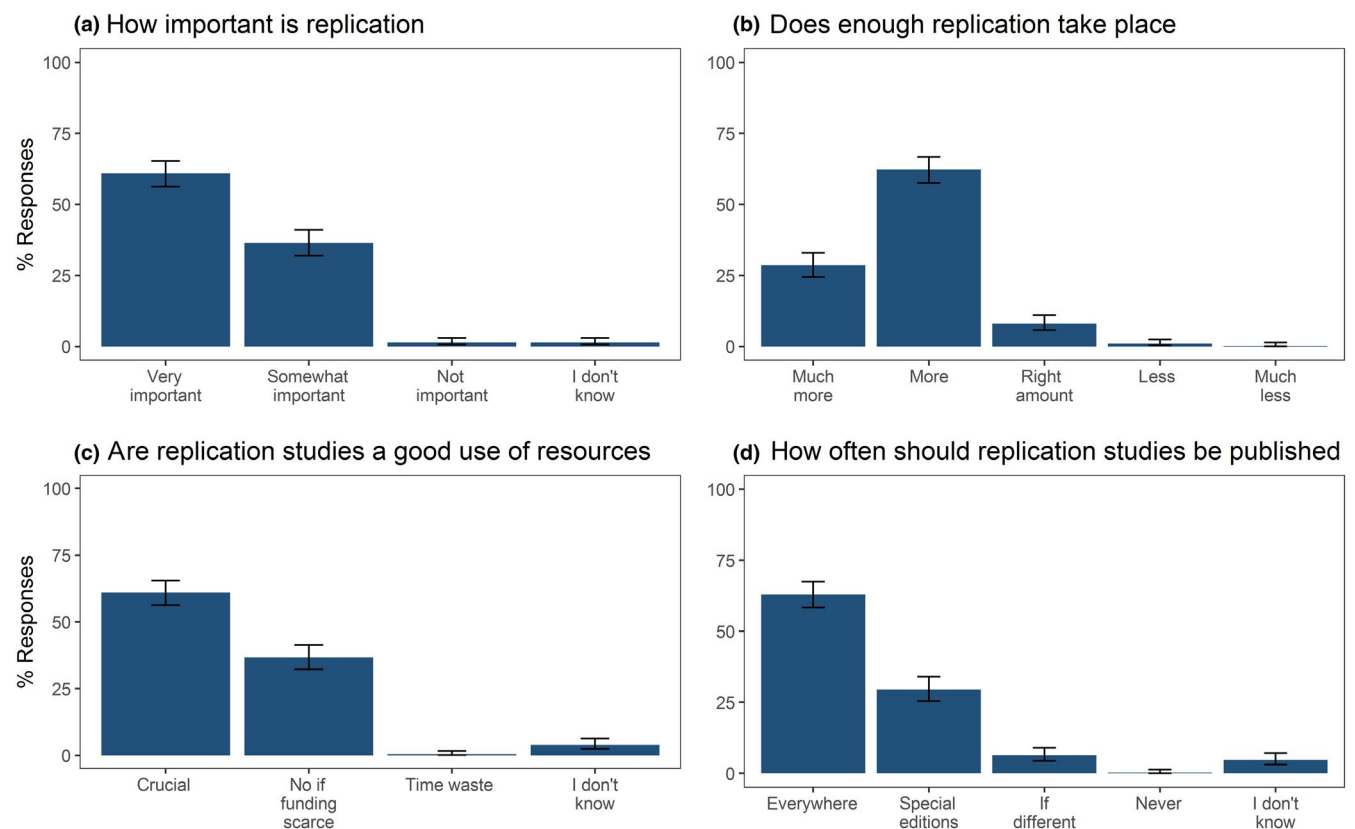 (a) How important is replication
100
75
50
25
0
% Responses
Very
important
Somewhat
important
Not
important
I don't
know
(b) Does enough replication take place
100
75
50
25
0
Much
more
More
Right
amount
Less
Much
less
(c) Are replication studies a good use of resources
100
75
50
25
0
% Responses
Crucial
No if
funding
scarce
Time waste
I don't
know
(d) How often should replication studies be published
100
75
50
25
0
Everywhere
Special
editions
If
different
Never
I don't
know